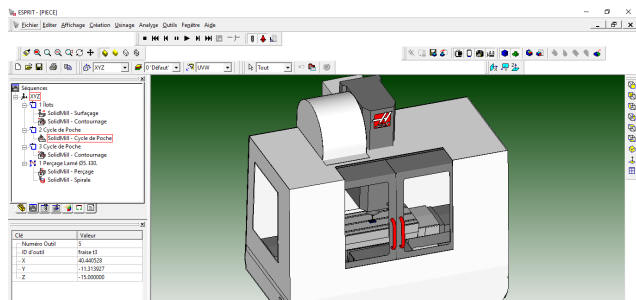 ESPRIT - [PIECE]
Fichier Editer Affichage Création Usinage Analyse Outils Fenêtre Aide
XYZ 0 'Défaut' UVW Tout
Séquences
XYZ
1 Ilots
SolidMill - Surfaçage
SolidMill - Contournage
2 Cycle de Poche
SolidMill - Cycle de Poche
3 Cycle de Poche
SolidMill - Contournage
1 Perçage Lamé Ø5. I30.
SolidMill - Perçage
SolidMill - Spirale
Clé Valeur
Numéro Outil 5
ID d'outil fraise t3
X 40.440528
Y -11.313927
Z -15.000000